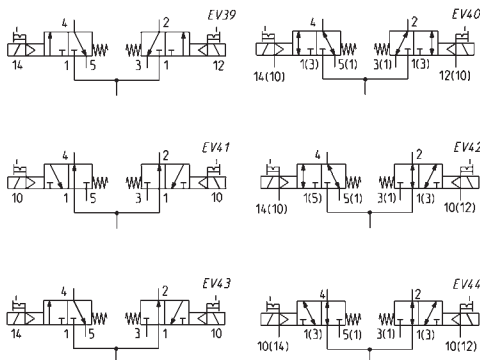 4 2 EV39
14 1 5 3 1 12
4 2 EV40
14(10) 1(3) 5(1) 3(1) 1(3) 12(10)
4 2 EV41
10 1 5 3 1 10
4 2 EV42
14(10) 1(5) 5(1) 3(1) 1(3) 10(12)
4 2 EV43
14 1 5 3 1 10
4 2 EV44
10(14) 1(3) 5(1) 3(1) 1(3) 10(12)